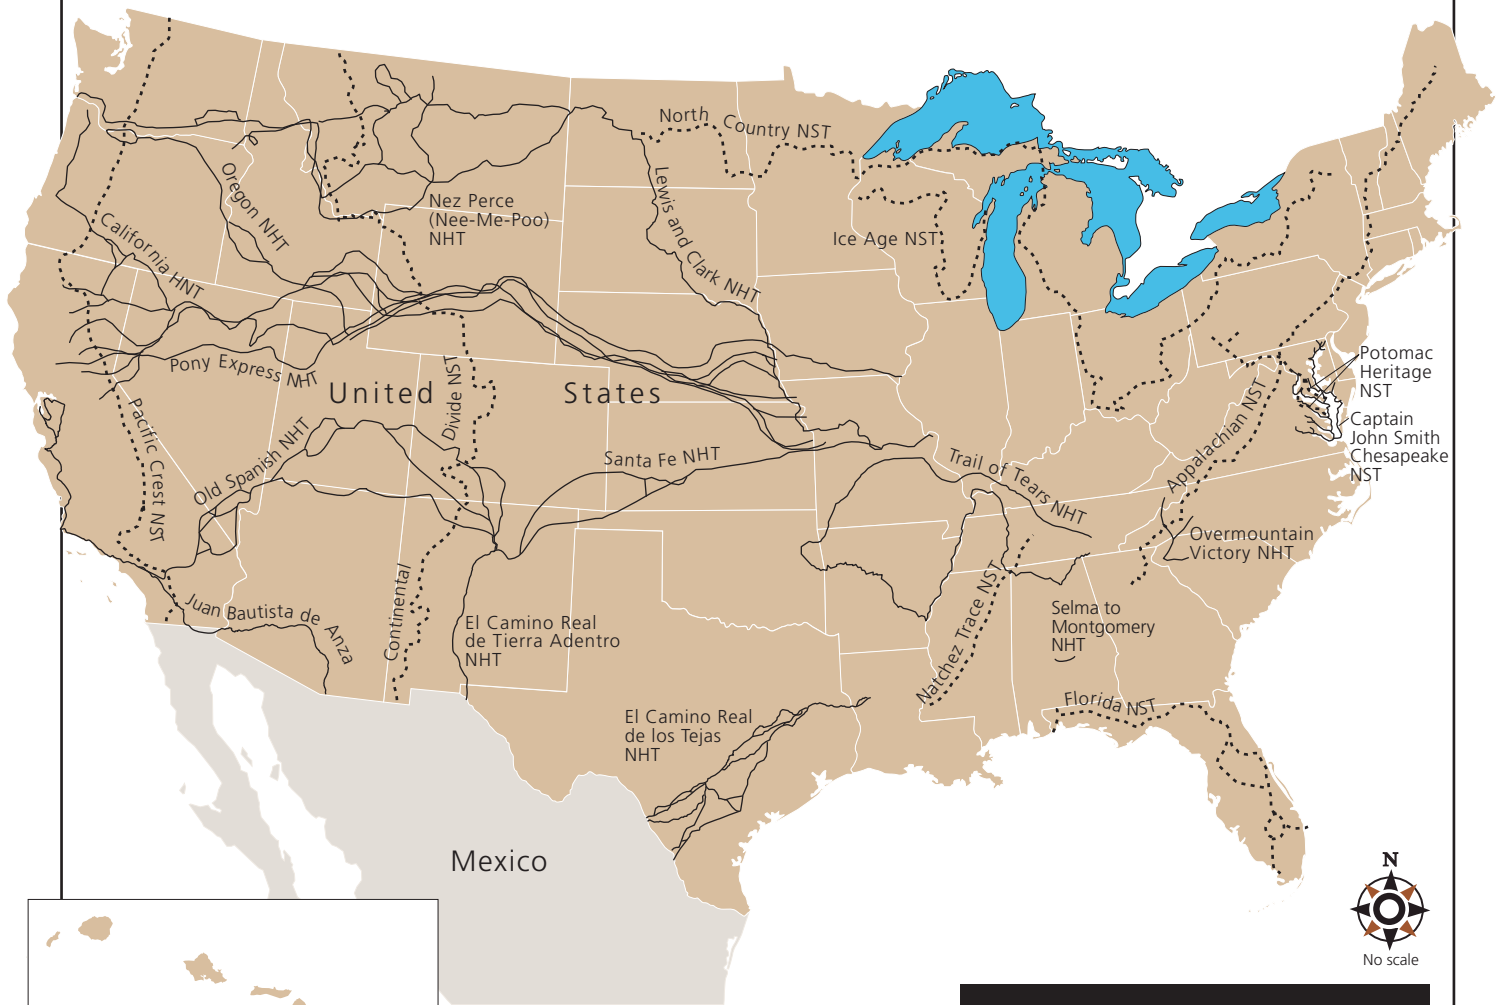 North Country NST
Lewis and Clark NHT
Oregon NHT
Nez Perce
(Nee-Me-Poo)
NHT
Ice Age NST
California HNT
Pony Express NHT
United States
Divide NST
Continental
Pacific Crest NST
Old Spanish NHT
Santa Fe NHT
Trail of Tears NHT
Appalachian NST
Potomac
Heritage
NST
Captain
John Smith
Chesapeake
NST
Overmountain
Victory NHT
Juan Bautista de Anza
El Camino Real
de Tierra Adentro
NHT
Natchez Trace NST
Selma to
Montgomery
NHT
Florida NST
El Camino Real
de los Tejas
NHT
Mexico
N
No scale